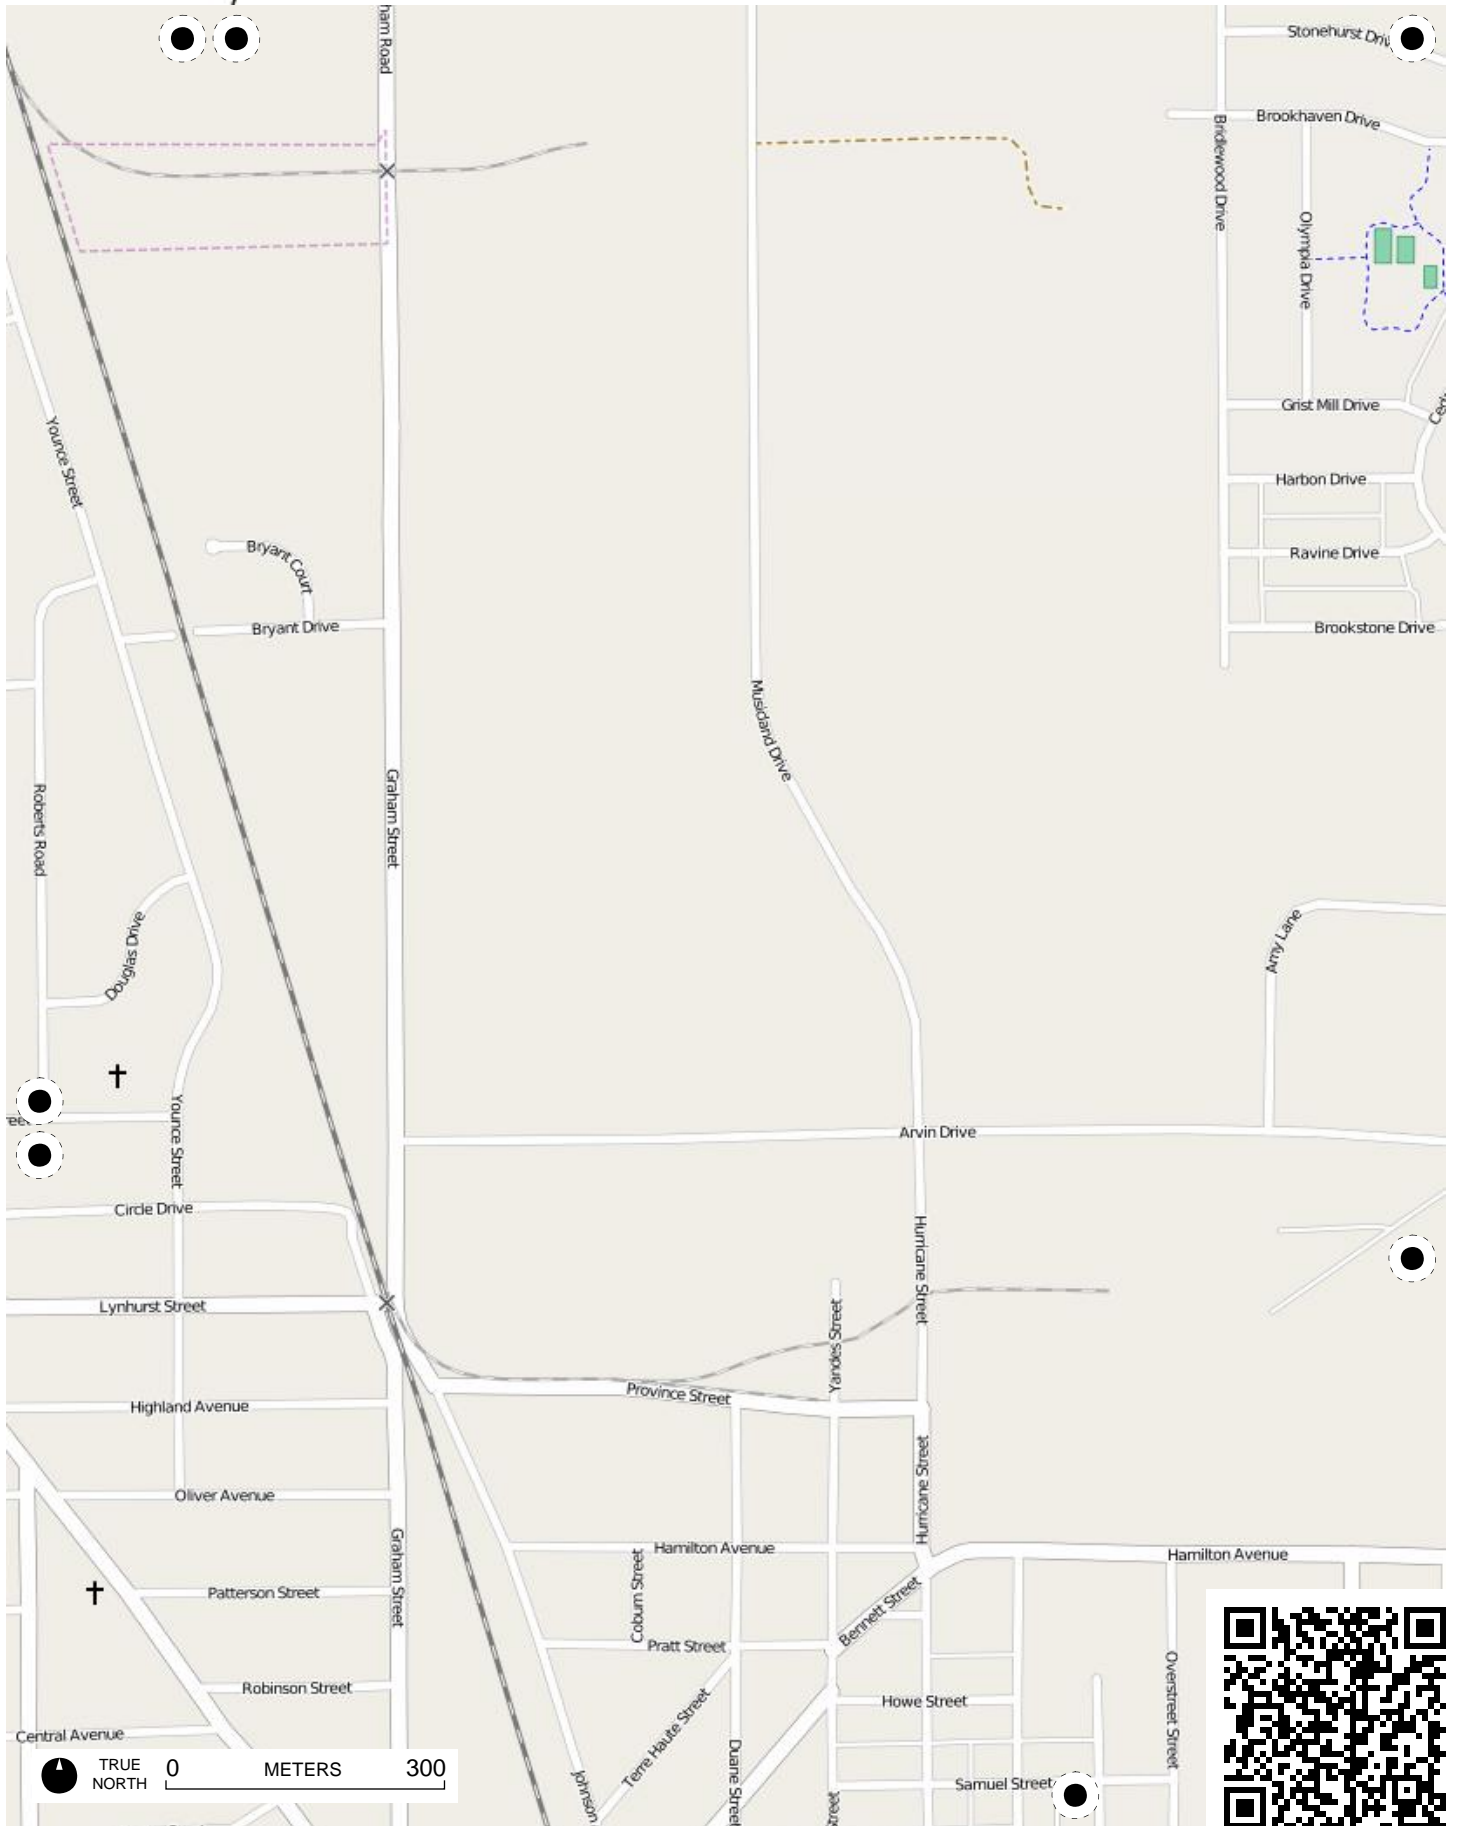 ham Road
Stonehurst Driv
Brookhaven Drive
Bridlewood Drive
Olympia Drive
Grist Mill Drive
Ced
Younce Street
Harbon Drive
Bryant Court
Ravine Drive
Bryant Drive
Brookstone Drive
Musicland Drive
Graham Street
Roberts Road
Douglas Drive
Amy Lane
reet
Younce Street
Arvin Drive
Circle Drive
Hurricane Street
Lynhurst Street
Yandes Street
Province Street
Highland Avenue
Hurricane Street
Oliver Avenue
Graham Street
Hamilton Avenue
Hamilton Avenue
Coburn Street
Patterson Street
Bennett Street
Pratt Street
Overstreet Street
Robinson Street
Howe Street
Terre Haute Street
Central Avenue
Duane Street
Johnson
Samuel Street
treet
TRUE
NORTH
0 METERS 300